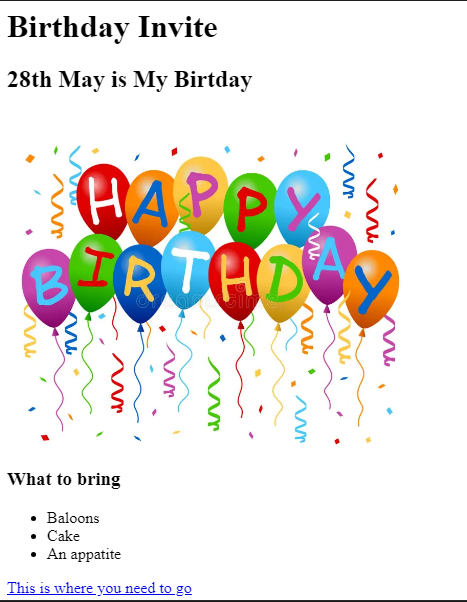 Birthday Invite
28th May is My Birtday
HAPPY
BIRTHDAY
What to bring
Baloons
Cake
An appatite
This is where you need to go